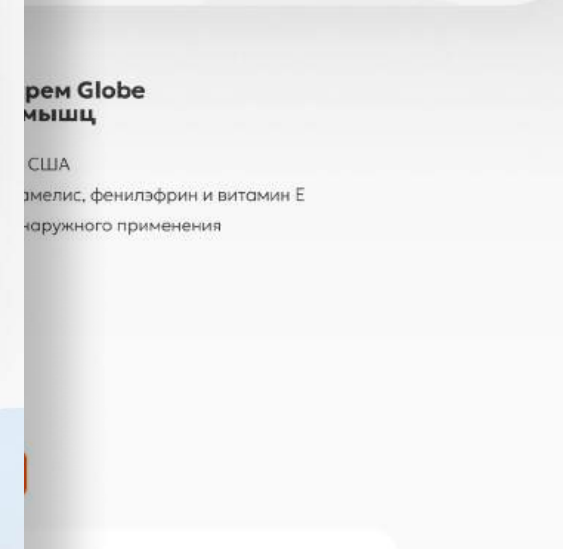 рем Globe
мышц
США
амелис, фенилэфрин и витамин Е
наружного применения